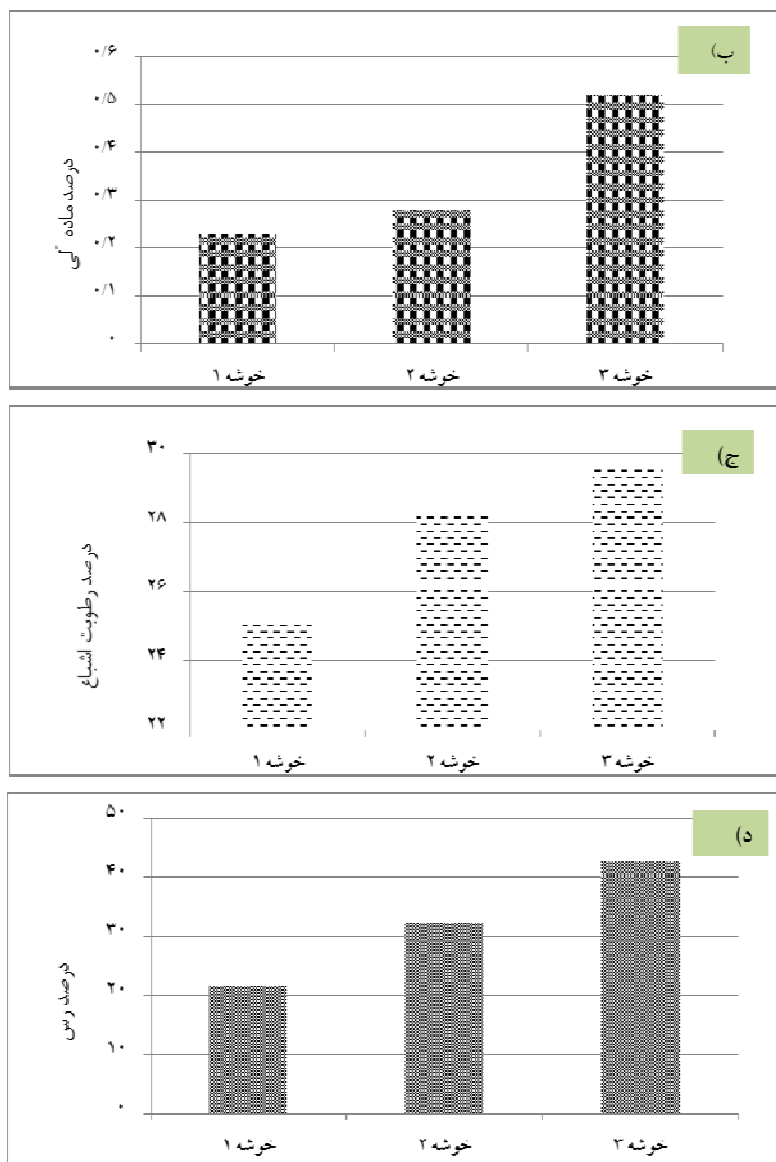 ب)
۰/۶
۰/۵
۰/۴
۰/۳
۰/۲
۰/۱
۰
درصد ماده
خوشه ۱ خوشه ۲ خوشه ۳
ج)
۳۰
۲۸
۲۶
۲۴
۲۲
درصد رطوبت اشباع
خوشه ۱ خوشه ۲ خوشه ۳
د)
۵۰
۴۰
۳۰
۲۰
۱۰
۰
درصد رس
خوشه ۱ خوشه ۲ خوشه ۳